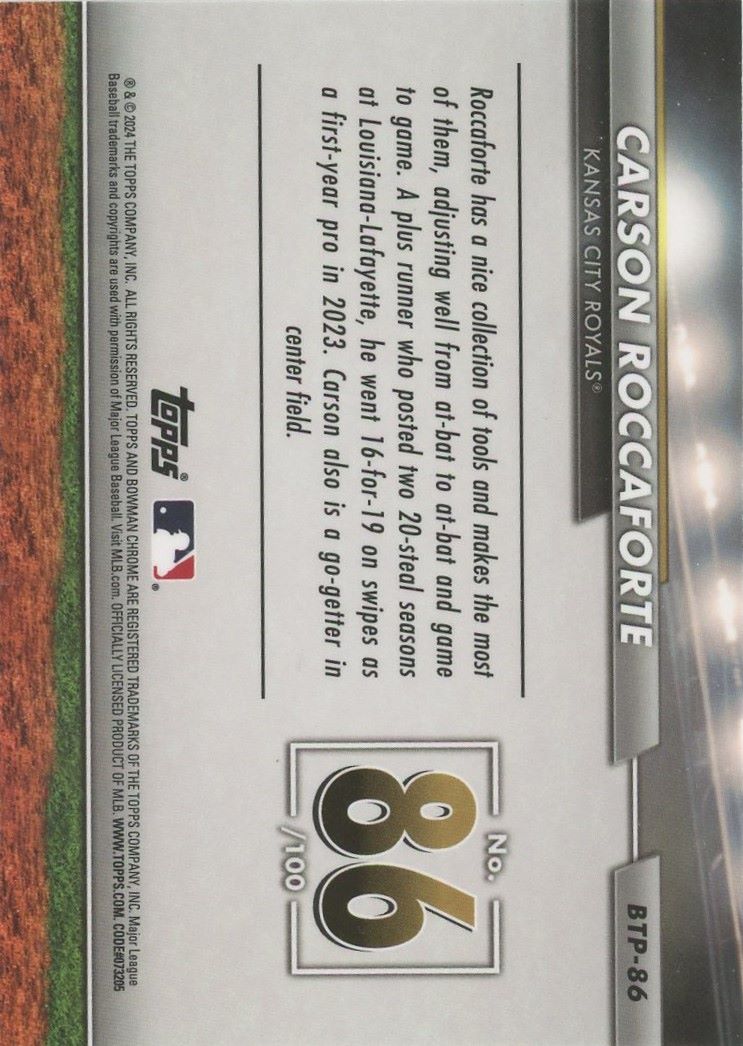 CARSON ROCCAFORTE
KANSAS CITY ROYALS®
BTP-86
Roccaforte has a nice collection of tools and makes the most
of them, adjusting well from at-bat to at-bat and game
to game. A plus runner who posted two 20-steal seasons
at Louisiana-Lafayette, he went 16-for-19 on swipes as
a first-year pro in 2023. Carson also is a go-getter in
center field.
No.
86
/100
topps®
®
® & © 2024 THE TOPPS COMPANY, INC. ALL RIGHTS RESERVED. TOPPS AND BOWMAN CHROME ARE REGISTERED TRADEMARKS OF THE TOPPS COMPANY, INC. Major League
Baseball trademarks and copyrights are used with permission of Major League Baseball. Visit MLB.com. OFFICIALLY LICENSED PRODUCT OF MLB. WWW.TOPPS.COM. CODE#073205